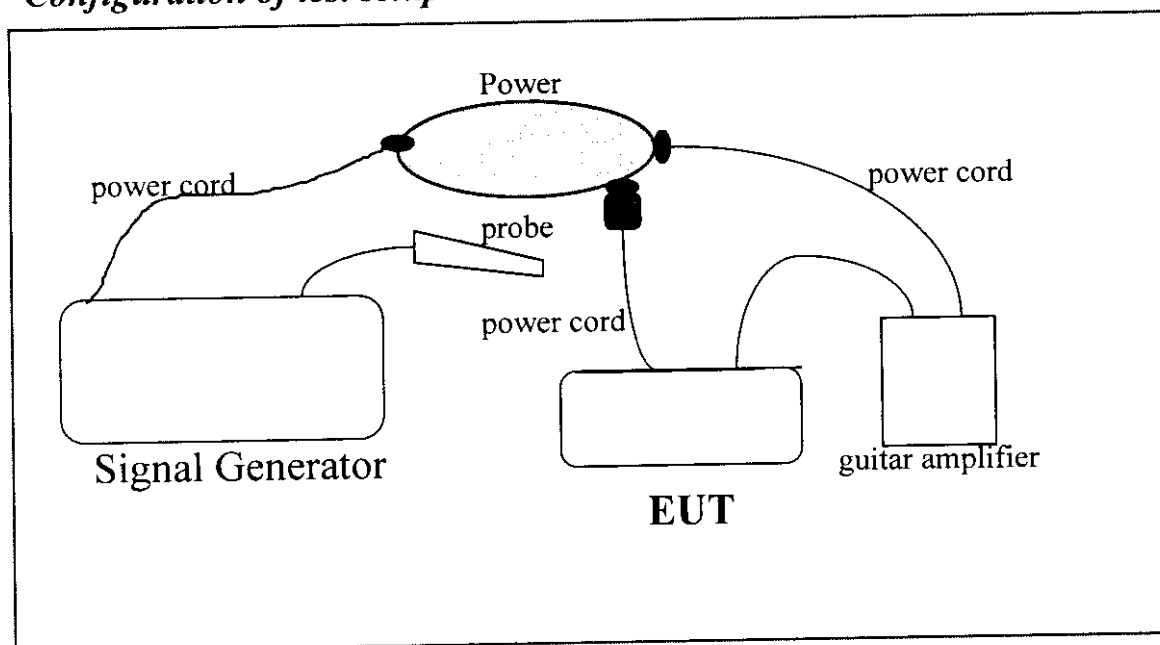 Configuration of test setup
Power
power cord
power cord
probe
power cord
Signal Generator
guitar amplifier
EUT